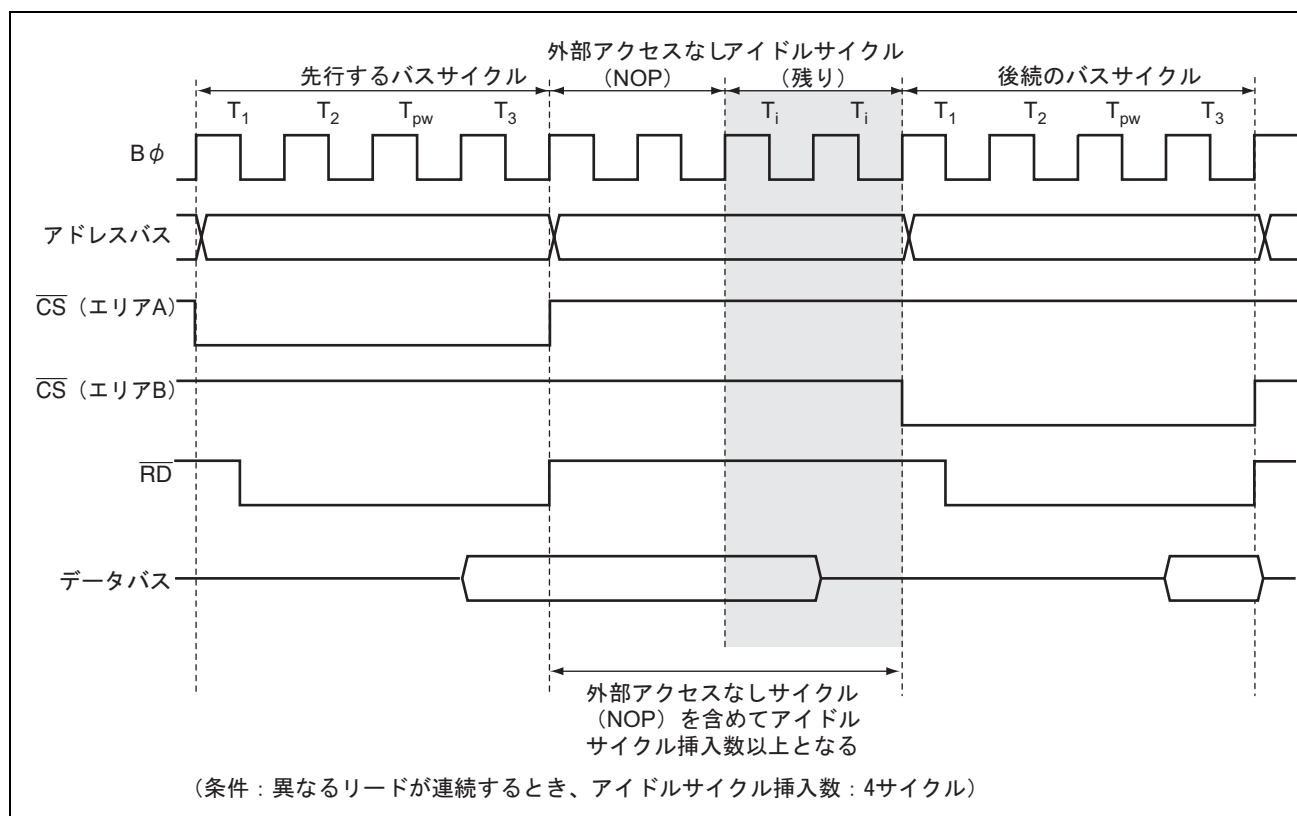 外部アクセスなしアイドルサイクル
先行するバスサイクル (NOP) (残り) 後続のバスサイクル
T1 T2 Tpw T3 Ti Ti T1 T2 Tpw T3
Bφ
アドレスバス
CS（エリアA）
CS（エリアB）
RD
データバス
外部アクセスなしサイクル
（NOP）を含めてアイドル
サイクル挿入数以上となる
（条件：異なるリードが連続するとき、アイドルサイクル挿入数：4サイクル）